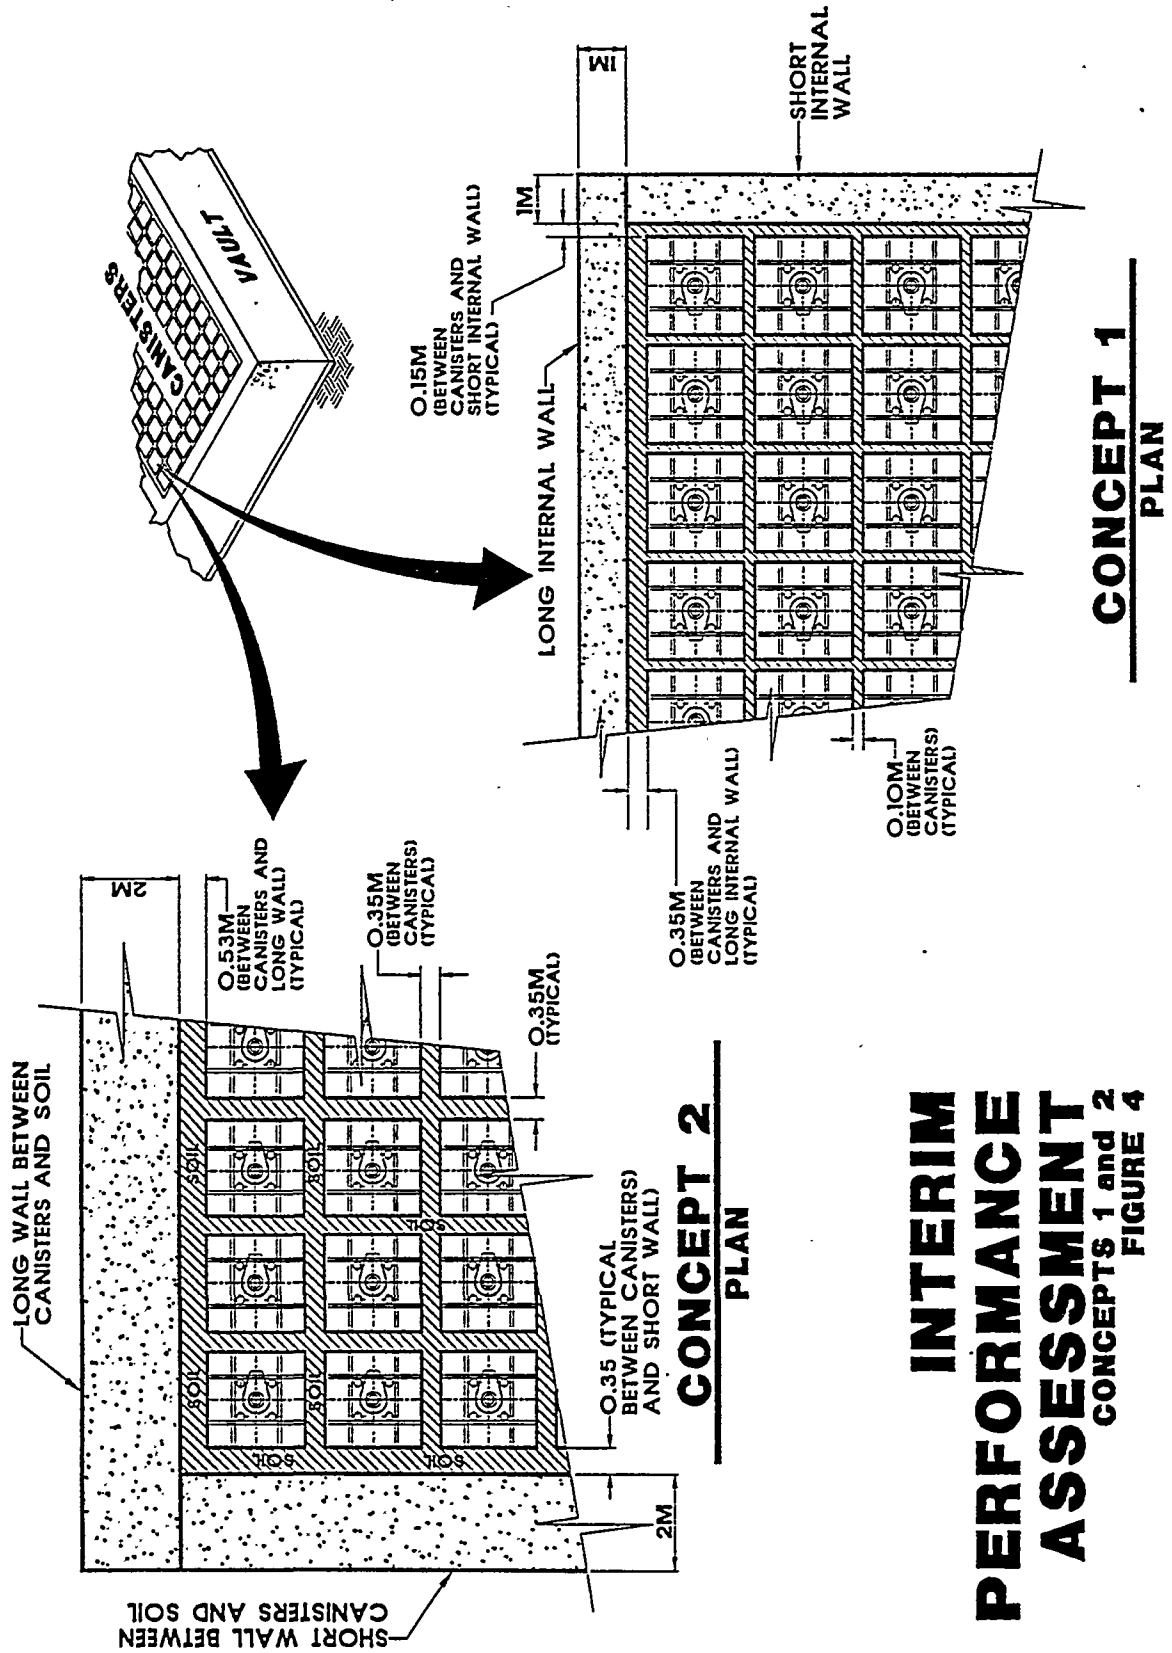 LONG WALL BETWEEN
CANISTERS AND SOIL
SHORT WALL BETWEEN
CANISTERS AND SOIL
2M
0.53M
(BETWEEN
CANISTERS AND
LONG WALL)
(TYPICAL)
0.35M
(BETWEEN
CANISTERS)
(TYPICAL)
0.35M
(TYPICAL)
SOIL
SOIL
SOIL
SOIL
SOIL
SOIL
SOIL
2M
0.35 (TYPICAL
BETWEEN CANISTERS)
AND SHORT WALL)
CONCEPT 2
PLAN
CANISTERS
CANISTERS
VAULT
0.15M
(BETWEEN
CANISTERS AND
SHORT INTERNAL WALL)
(TYPICAL)
1M
1M
LONG INTERNAL WALL
SHORT
INTERNAL
WALL
0.35M
(BETWEEN
CANISTERS AND
LONG INTERNAL WALL)
(TYPICAL)
0.10M
(BETWEEN
CANISTERS)
(TYPICAL)
CONCEPT 1
PLAN
INTERIM
PERFORMANCE
ASSESSMENT
CONCEPTS 1 and 2
FIGURE 4